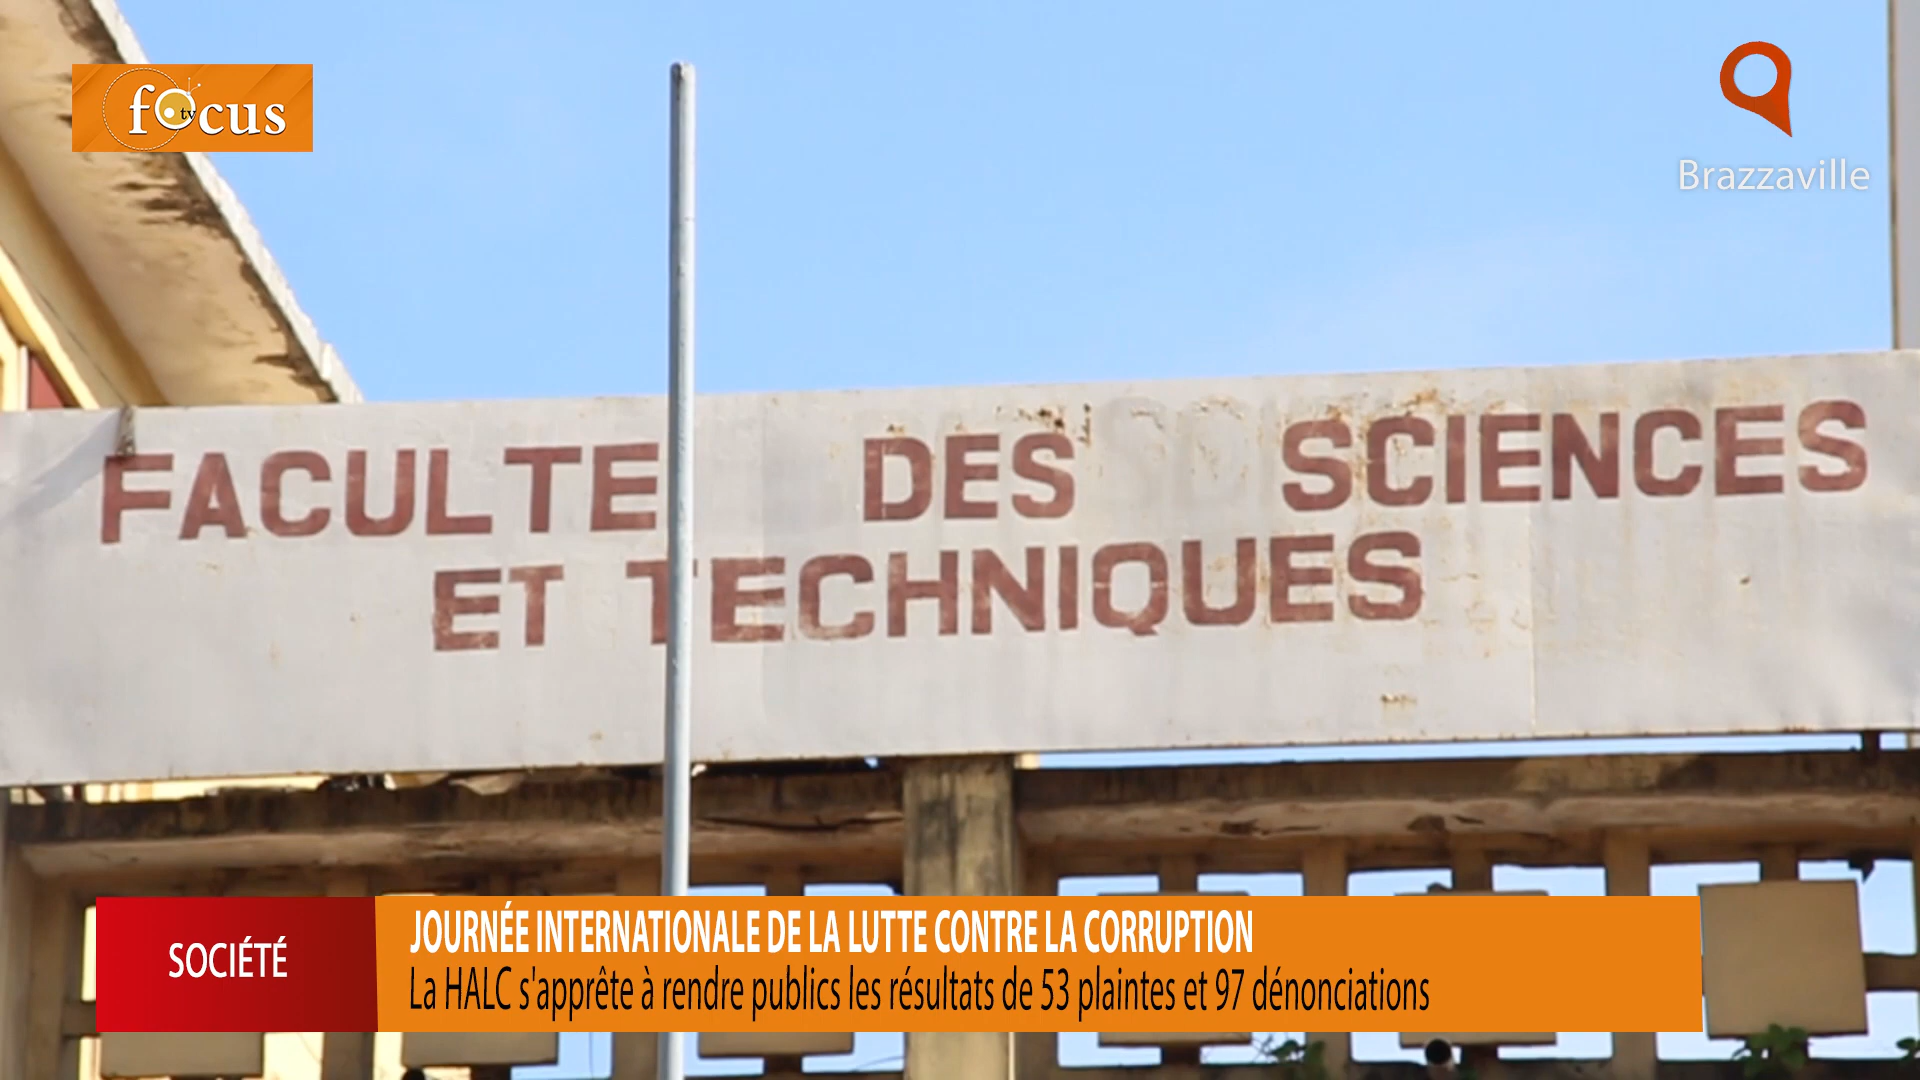 focus
tv
Brazzaville
FACULTE DES SCIENCES
ET TECHNIQUES
SOCIÉTÉ
JOURNÉE INTERNATIONALE DE LA LUTTE CONTRE LA CORRUPTION
La HALC s'apprête à rendre publics les résultats de 53 plaintes et 97 dénonciations